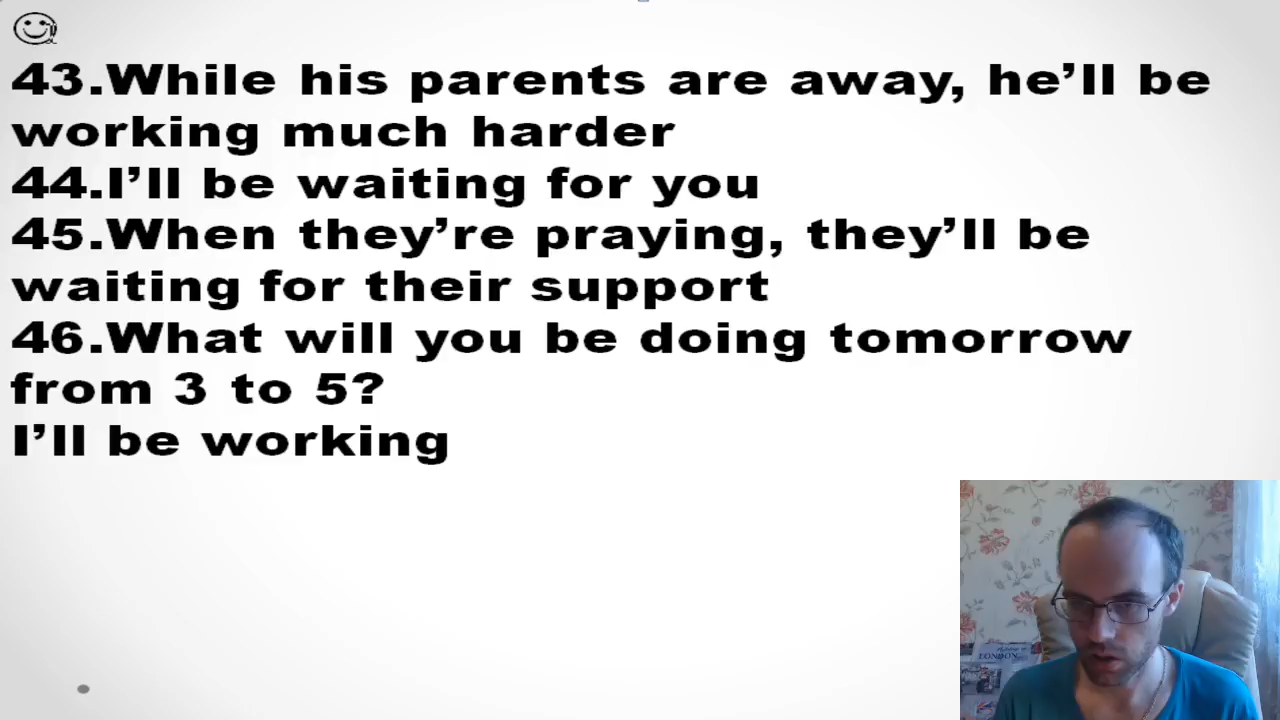 43.While his parents are away, he’ll be
working much harder
44.I’ll be waiting for you
45.When they’re praying, they’ll be
waiting for their support
46.What will you be doing tomorrow
from 3 to 5?
I’ll be working
LONDON